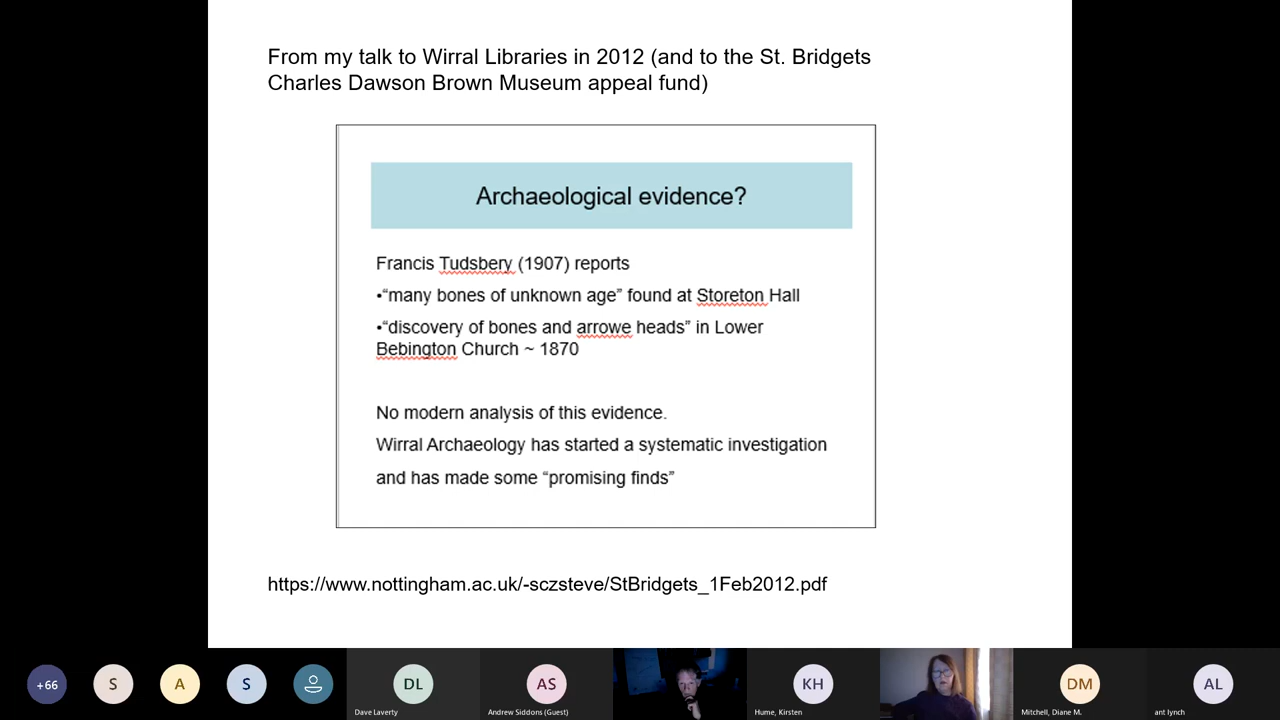 From my talk to Wirral Libraries in 2012 (and to the St. Bridgets
Charles Dawson Brown Museum appeal fund)
Archaeological evidence?
Francis Tudsbery (1907) reports
•“many bones of unknown age” found at Storeton Hall
•“discovery of bones and arrowe heads” in Lower
Bebington Church ~ 1870
No modern analysis of this evidence.
Wirral Archaeology has started a systematic investigation
and has made some “promising finds”
https://www.nottingham.ac.uk/-sczsteve/StBridgets_1Feb2012.pdf
+66
S
A
S
DL
Dave Laverty
AS
Andrew Siddons (Guest)
KH
Hume, Kirsten
DM
Mitchell, Diane M.
AL
ant lynch